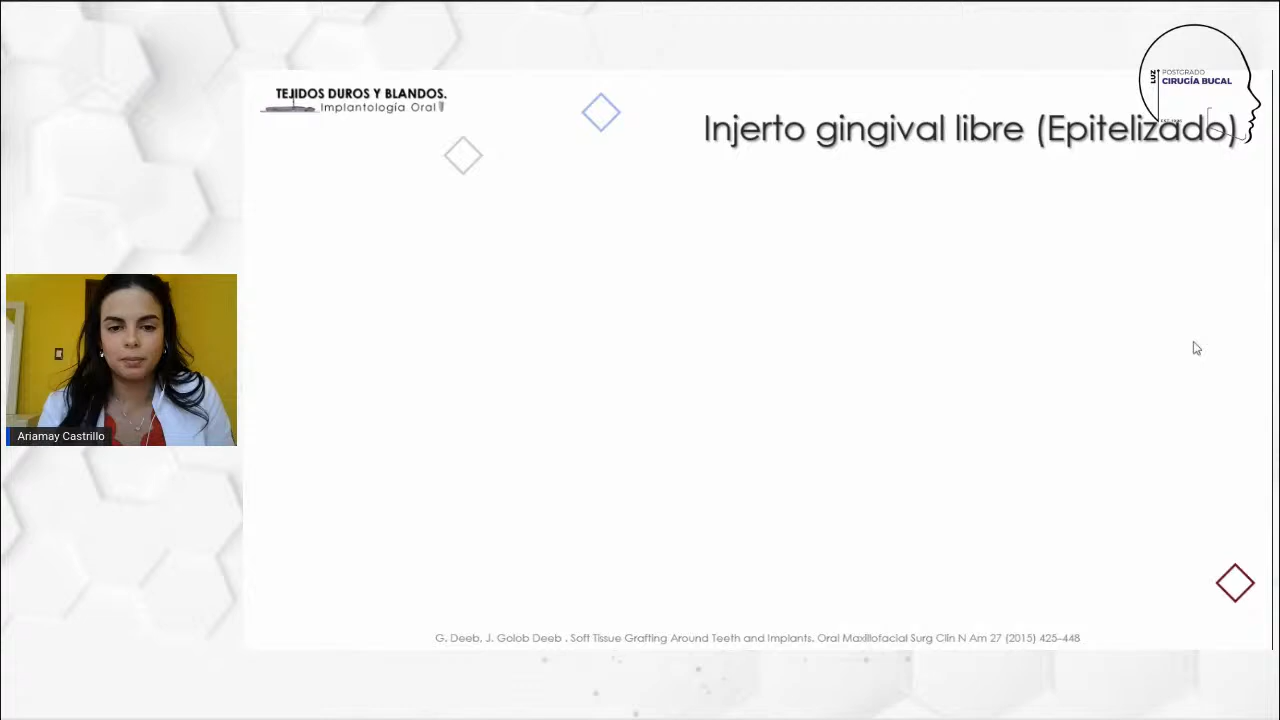 TEJIDOS DUROS Y BLANDOS.
Implantología Oral
LUZ
POSTGRADO
CIRUGÍA BUCAL
Injerto gingival libre (Epitelizado)
Ariamay Castrillo
G. Deeb, J. Golob Deeb . Soft Tissue Grafting Around Teeth and Implants. Oral Maxillofacial Surg Clin N Am 27 (2015) 425-448